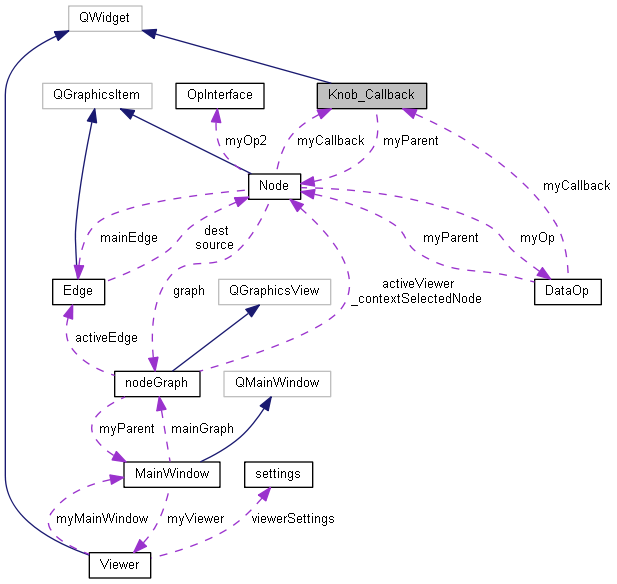 QWidget
QGraphicsItem
OpInterface
Knob_Callback
myOp2
myCallback
myParent
Node
myCallback
mainEdge
dest
source
myParent
myOp
Edge
graph
QGraphicsView
activeViewer
_contextSelectedNode
DataOp
activeEdge
nodeGraph
QMainWindow
myParent
mainGraph
MainWindow
settings
myMainWindow
myViewer
viewerSettings
Viewer